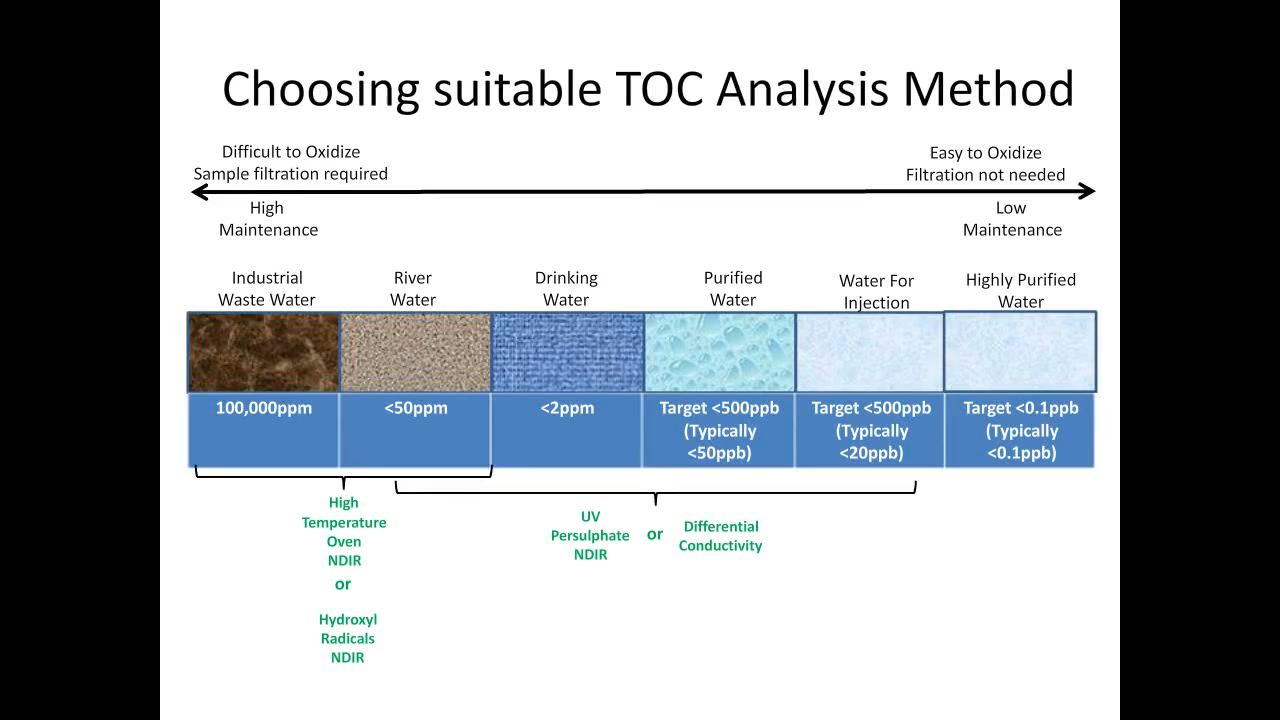 Choosing suitable TOC Analysis Method
Difficult to Oxidize
Sample filtration required
Easy to Oxidize
Filtration not needed
High
Maintenance
Low
Maintenance
Industrial
Waste Water
River
Water
Drinking
Water
Purified
Water
Water For
Injection
Highly Purified
Water
100,000ppm
<50ppm
<2ppm
Target <500ppb
(Typically
<50ppb)
Target <500ppb
(Typically
<20ppb)
Target <0.1ppb
(Typically
<0.1ppb)
High
Temperature
Oven
NDIR
or
Hydroxyl
Radicals
NDIR
UV
Persulphate
NDIR
or
Differential
Conductivity